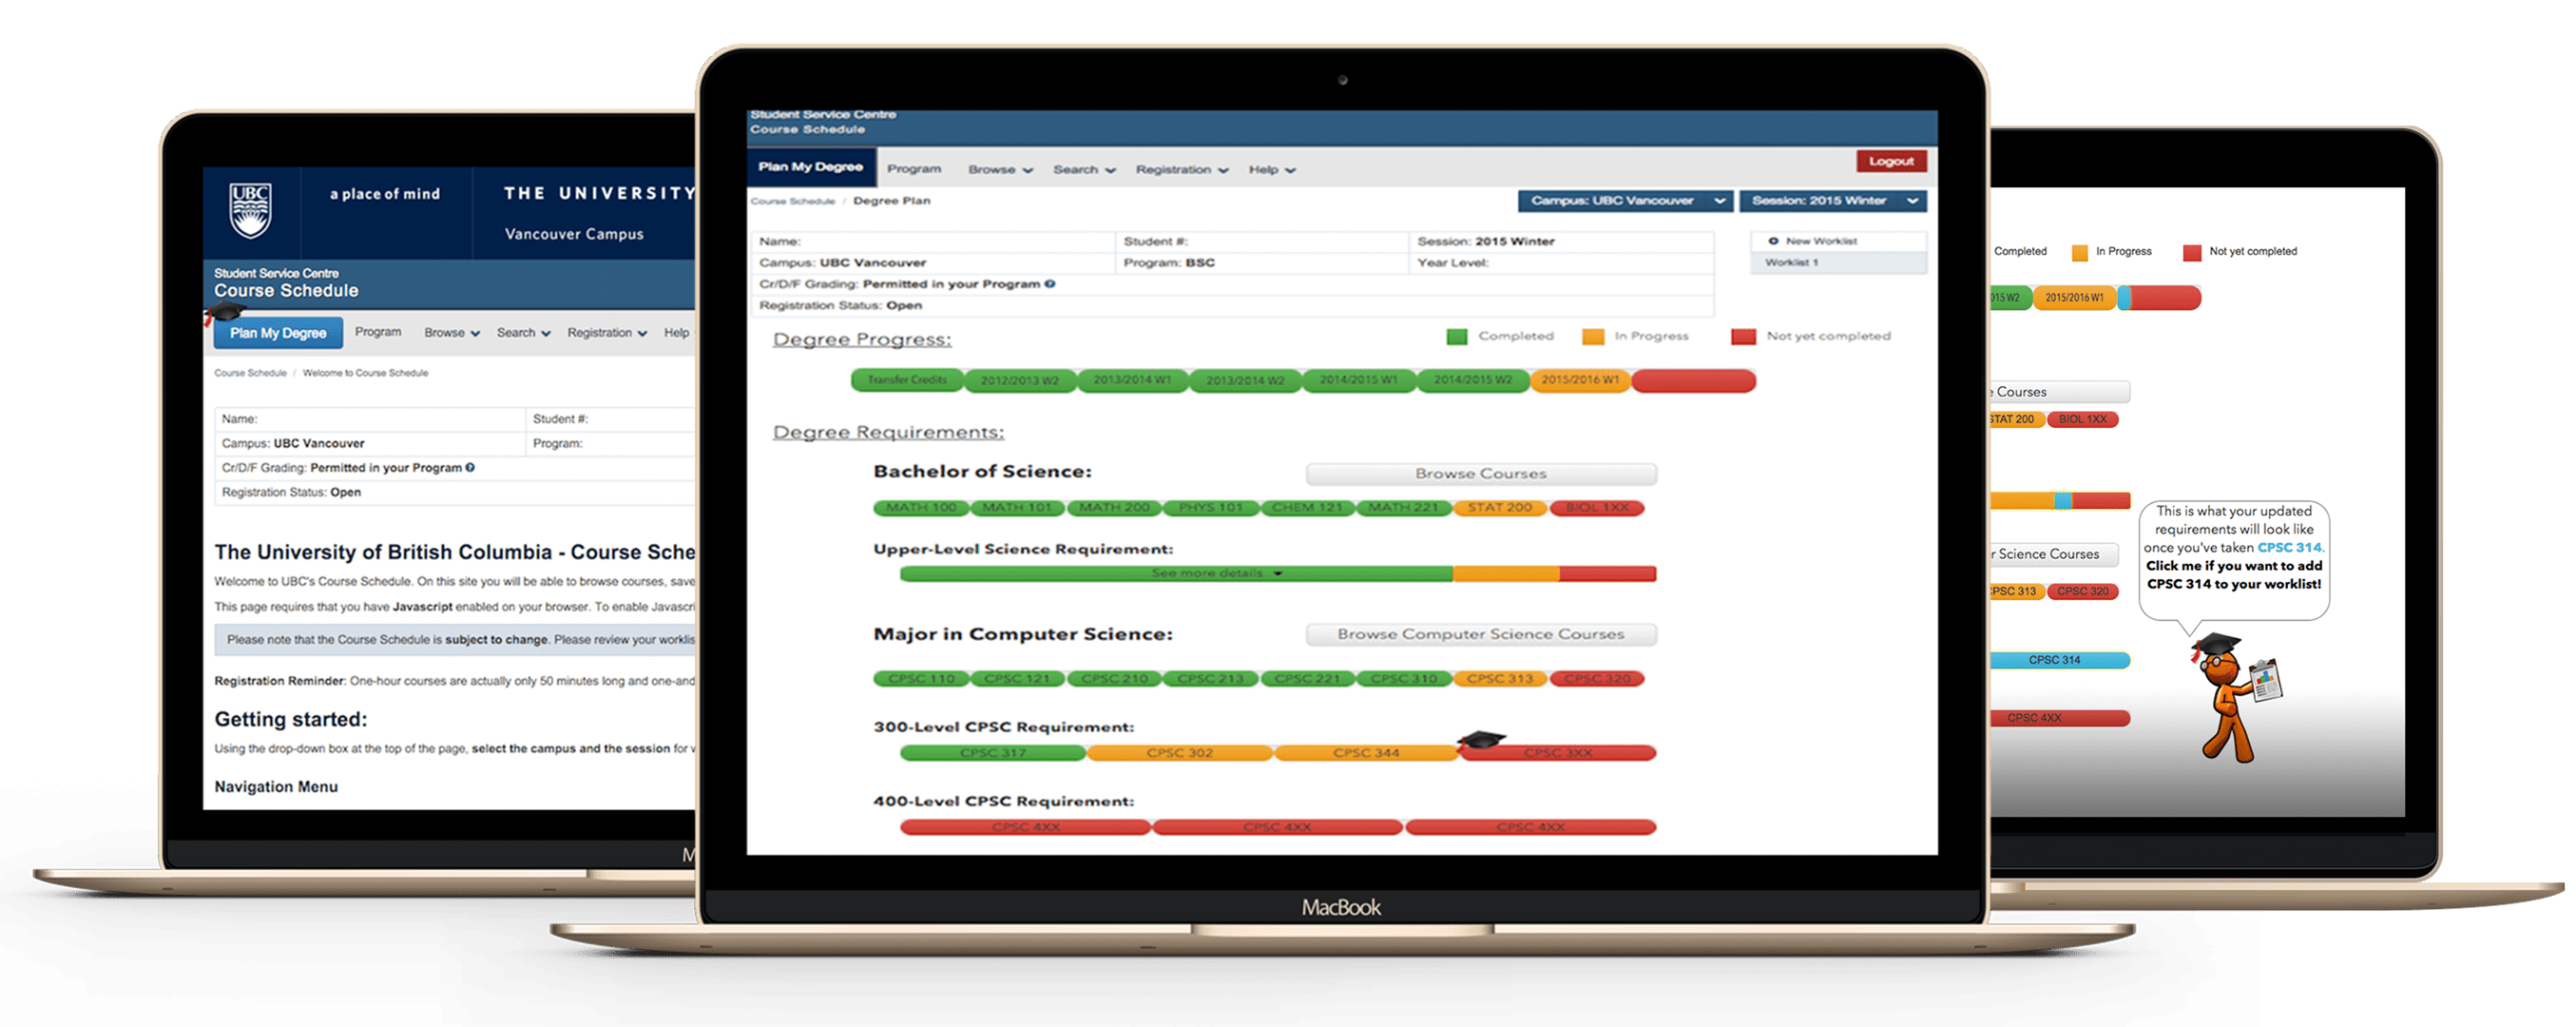 UBC
a place of mind
THE UNIVERSITY
Vancouver Campus
Student Service Centre
Course Schedule
Plan My Degree Program Browse Search Registration Help
Course Schedule / Welcome to Course Schedule
Name: Student #:
Campus: UBC Vancouver Program:
Cr/D/F Grading: Permitted in your Program
Registration Status: Open
The University of British Columbia - Course Sche
Welcome to UBC's Course Schedule. On this site you will be able to browse courses, save
This page requires that you have Javascript enabled on your browser. To enable Javascri
Please note that the Course Schedule is subject to change. Please review your worklis
Registration Reminder: One-hour courses are actually only 50 minutes long and one-and
Getting started:
Using the drop-down box at the top of the page, select the campus and the session for
Navigation Menu
M
Student Service Centre
Course Schedule
Plan My Degree Program Browse Search Registration Help Logout
Course Schedule / Degree Plan Campus: UBC Vancouver Session: 2015 Winter
Name: Student #: Session: 2015 Winter New Worklist
Campus: UBC Vancouver Program: BSC Year Level: Worklist 1
Cr/D/F Grading: Permitted in your Program
Registration Status: Open
Degree Progress: Completed In Progress Not yet completed
Transfer Credits 2012/2013 W2 2013/2014 W1 2013/2014 W2 2014/2015 W1 2014/2015 W2 2015/2016 W1
Degree Requirements:
Bachelor of Science: Browse Courses
MATH 100 MATH 101 MATH 200 PHYS 101 CHEM 121 MATH 221 STAT 200 BIOL 1XX
Upper-Level Science Requirement:
See more details
Major in Computer Science: Browse Computer Science Courses
CPSC 110 CPSC 121 CPSC 210 CPSC 213 CPSC 221 CPSC 310 CPSC 313 CPSC 320
300-Level CPSC Requirement:
CPSC 317 CPSC 302 CPSC 344 CPSC 3XX
400-Level CPSC Requirement:
CPSC 4XX CPSC 4XX CPSC 4XX
MacBook
Completed In Progress Not yet completed
015 W2 2015/2016 W1
e Courses
STAT 200 BIOL 1XX
r Science Courses
CPSC 313 CPSC 320
CPSC 314
CPSC 4XX
This is what your updated
requirements will look like
once you've taken CPSC 314.
Click me if you want to add
CPSC 314 to your worklist!